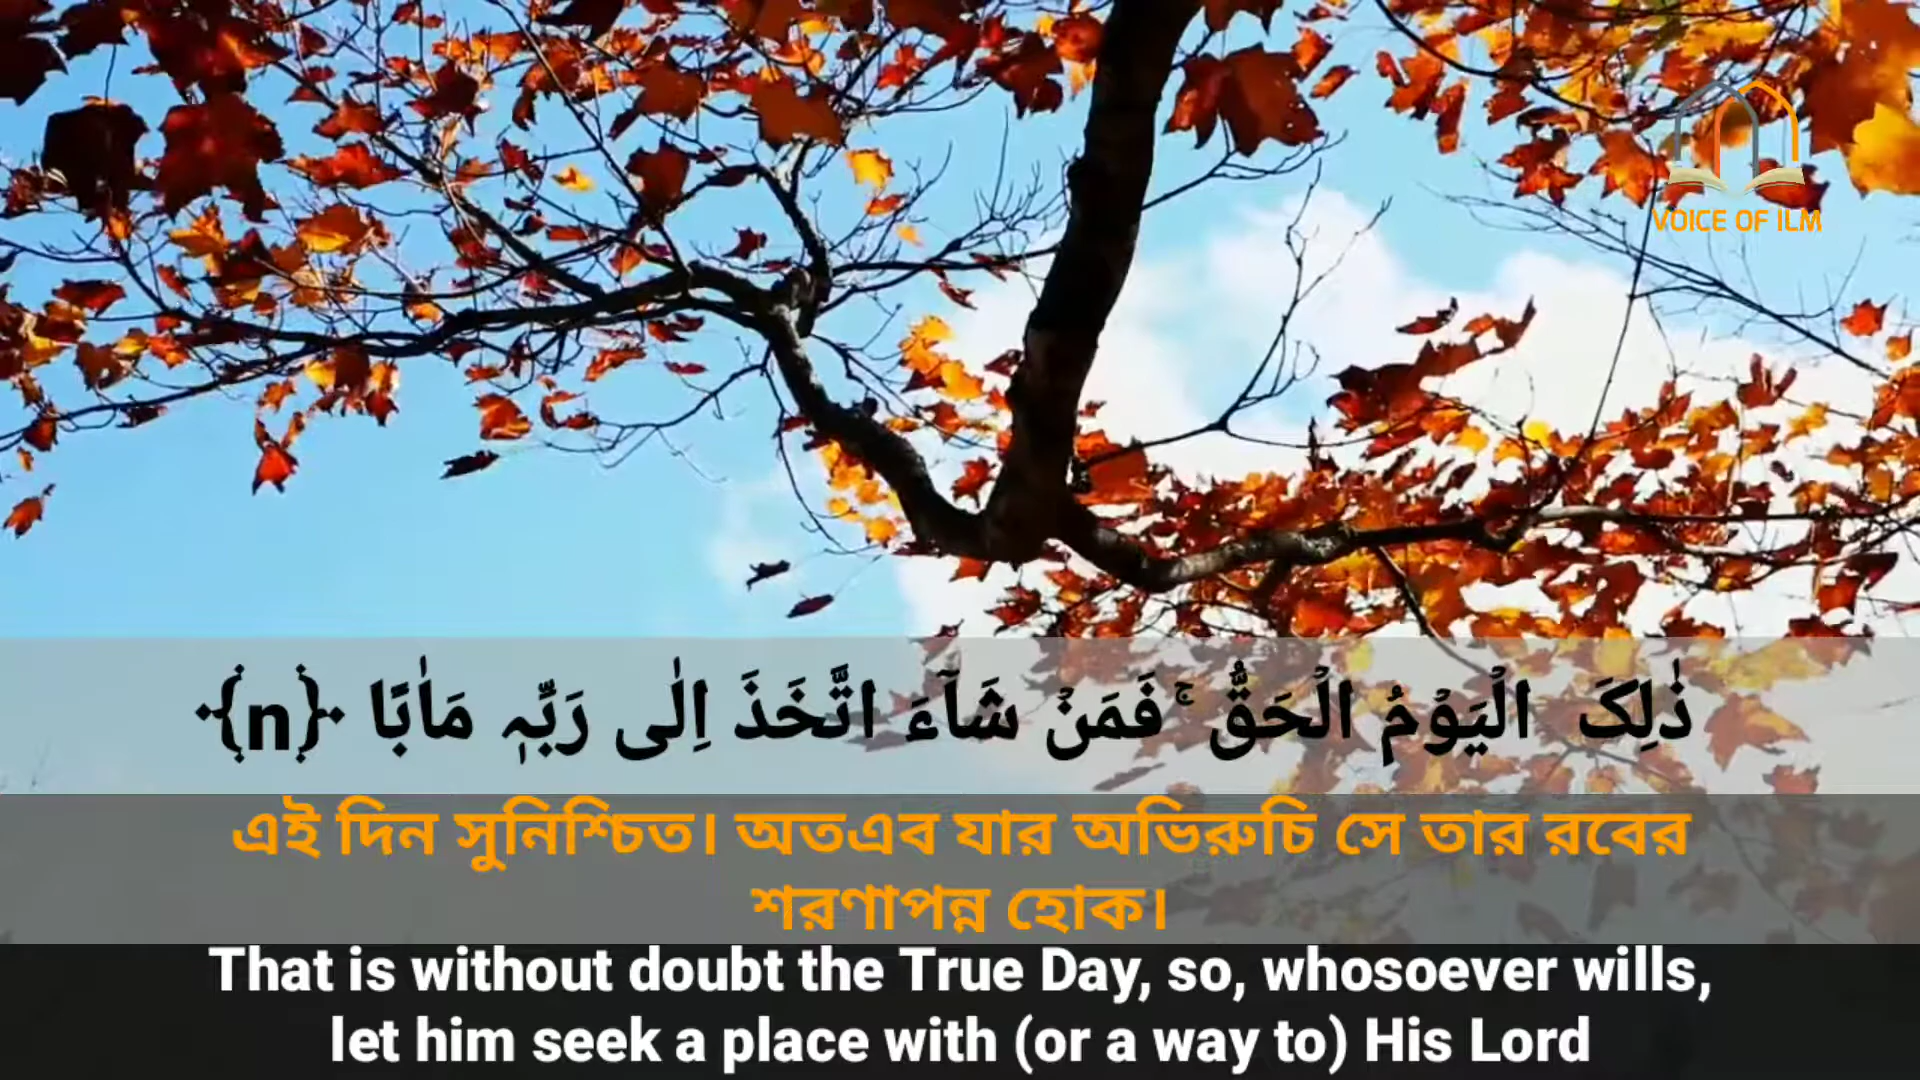 VOICE OF ILM
ذٰلِکَ الۡیَوۡمُ الۡحَقُّ ۚ فَمَنۡ شَآءَ اتَّخَذَ اِلٰی رَبِّہٖ مَاٰبًا ﴿n﴾
এই দিন সুনিশ্চিত। অতএব যার অভিরুচি সে তার রবের
শরণাপন্ন হোক।
That is without doubt the True Day, so, whosoever wills,
let him seek a place with (or a way to) His Lord